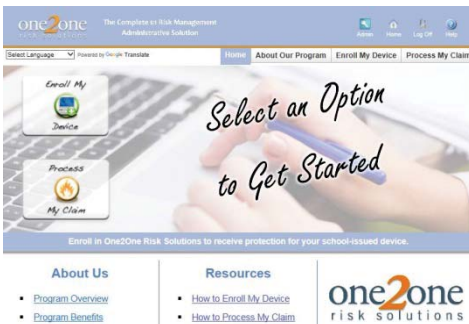 one2one
risk solutions
The Complete er Risk Management
Administrative Solution
Admin Home Log Off Help
Select Language Powered by Google Translate
Home About Our Program Enroll My Device Process My Claim
Enroll My
Device
Select an Option
to Get Started
Process
My Claim
Enroll in One2One Risk Solutions to receive protection for your school-issued device.
About Us
Program Overview
Program Benefits
Resources
How to Enroll My Device
How to Process My Claim
one2one
risk solutions